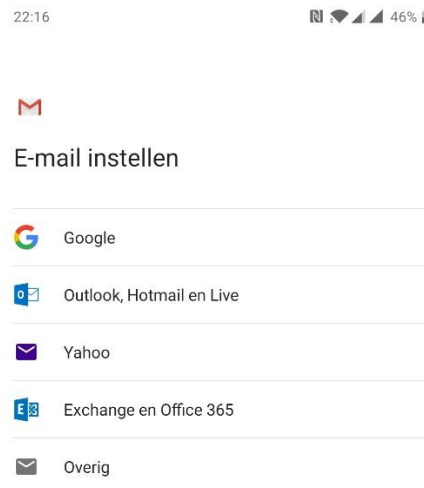 22:16
46%
E-mail instellen
Google
Outlook, Hotmail en Live
Yahoo
Exchange en Office 365
Overig